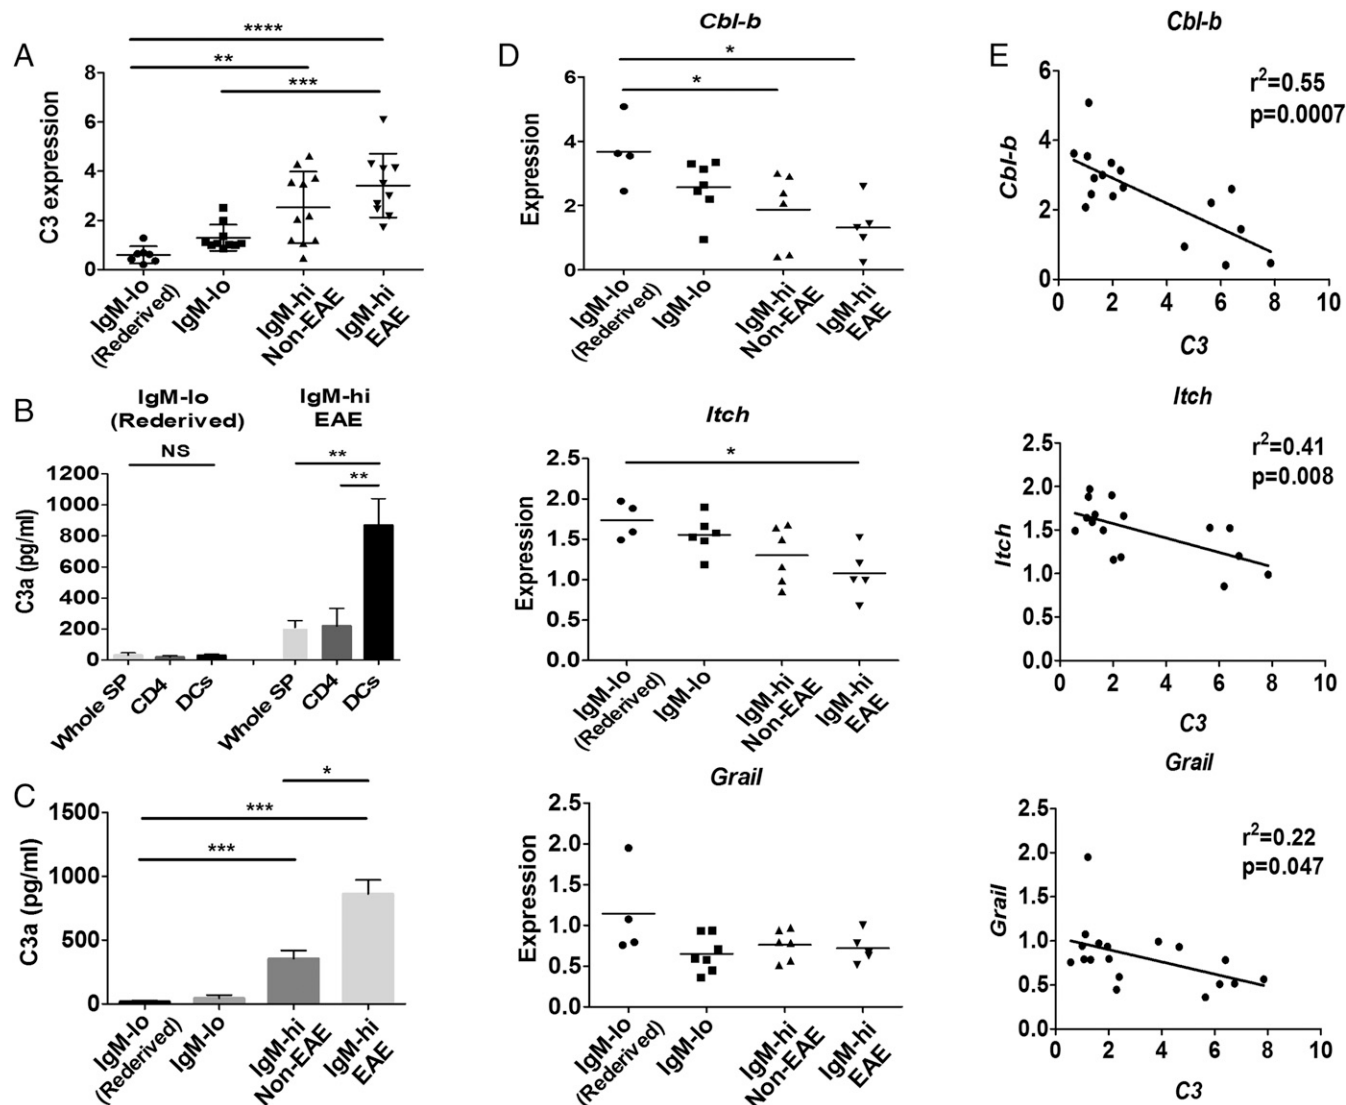 A
****
**
***
C3 expression
8
6
4
2
0
IgM-lo
(Rederived)
IgM-lo
IgM-hi
Non-EAE
IgM-hi
EAE
B
IgM-lo
(Rederived)
IgM-hi
EAE
NS
**
**
C3a (pg/ml)
1200
1000
800
600
400
200
0
Whole SP
CD4
DCs
Whole SP
CD4
DCs
C
*
***
***
C3a (pg/ml)
1500
1000
500
0
IgM-lo
(Rederived)
IgM-lo
IgM-hi
Non-EAE
IgM-hi
EAE
D
Cbl-b
*
*
Expression
6
4
2
0
IgM-lo
(Rederived)
IgM-lo
IgM-hi
Non-EAE
IgM-hi
EAE
Itch
*
Expression
2.5
2.0
1.5
1.0
0.5
0.0
IgM-lo
(Rederived)
IgM-lo
IgM-hi
Non-EAE
IgM-hi
EAE
Grail
Expression
2.5
2.0
1.5
1.0
0.5
0.0
IgM-lo
(Rederived)
IgM-lo
IgM-hi
Non-EAE
IgM-hi
EAE
E
Cbl-b
r²=0.55
p=0.0007
Cbl-b
6
4
2
0
0 2 4 6 8 10
C3
Itch
r²=0.41
p=0.008
Itch
2.5
2.0
1.5
1.0
0.5
0.0
0 2 4 6 8 10
C3
Grail
r²=0.22
p=0.047
Grail
2.5
2.0
1.5
1.0
0.5
0.0
0 2 4 6 8 10
C3